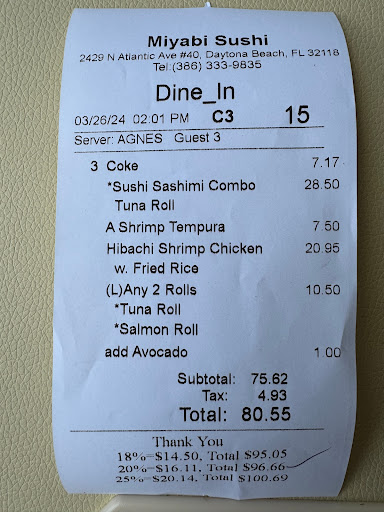 Miyabi Sushi
2429 N Atlantic Ave #40, Daytona Beach, FL 32118
Tel:(386) 333-9835
Dine_In
03/26/24 02:01 PM C3 15
Server: AGNES Guest 3
3 Coke 7.17
*Sushi Sashimi Combo 28.50
Tuna Roll
A Shrimp Tempura 7.50
Hibachi Shrimp Chicken 20.95
w. Fried Rice
(L)Any 2 Rolls 10.50
*Tuna Roll
*Salmon Roll
add Avocado 1.00
Subtotal: 75.62
Tax: 4.93
Total: 80.55
Thank You
18%=$14.50, Total $95.05
20%=$16.11, Total $96.66
25%=$20.14, Total $100.69